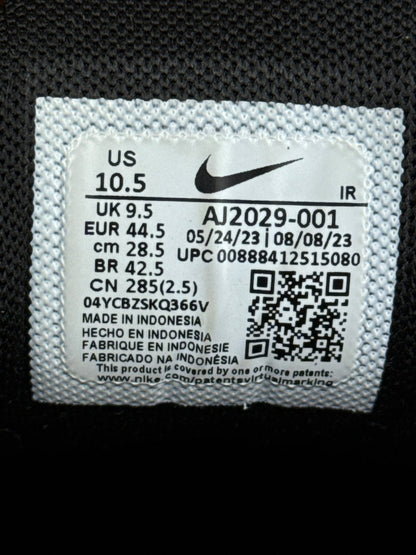 US
10.5
IR
UK 9.5
EUR 44.5
cm 28.5
BR 42.5
CN 285(2.5)
AJ2029-001
05/24/23 | 08/08/23
UPC 00888412515080
04YCBZSKQ366V
MADE IN INDONESIA
HECHO EN INDONESIA
FABRIQUE EN INDONESIE
FABRICADO NA INDONÉSIA
This product is covered by one or more patents:
www.nike.com/patentsvirtualmarking